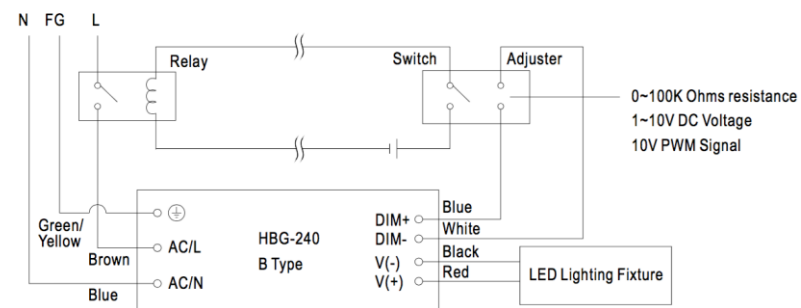 N FG L
Relay
Switch
Adjuster
0~100K Ohms resistance
1~10V DC Voltage
10V PWM Signal
Green/
Yellow
Brown
Blue
AC/L
AC/N
HBG-240
B Type
DIM+
DIM-
V(-)
V(+)
Blue
White
Black
Red
LED Lighting Fixture